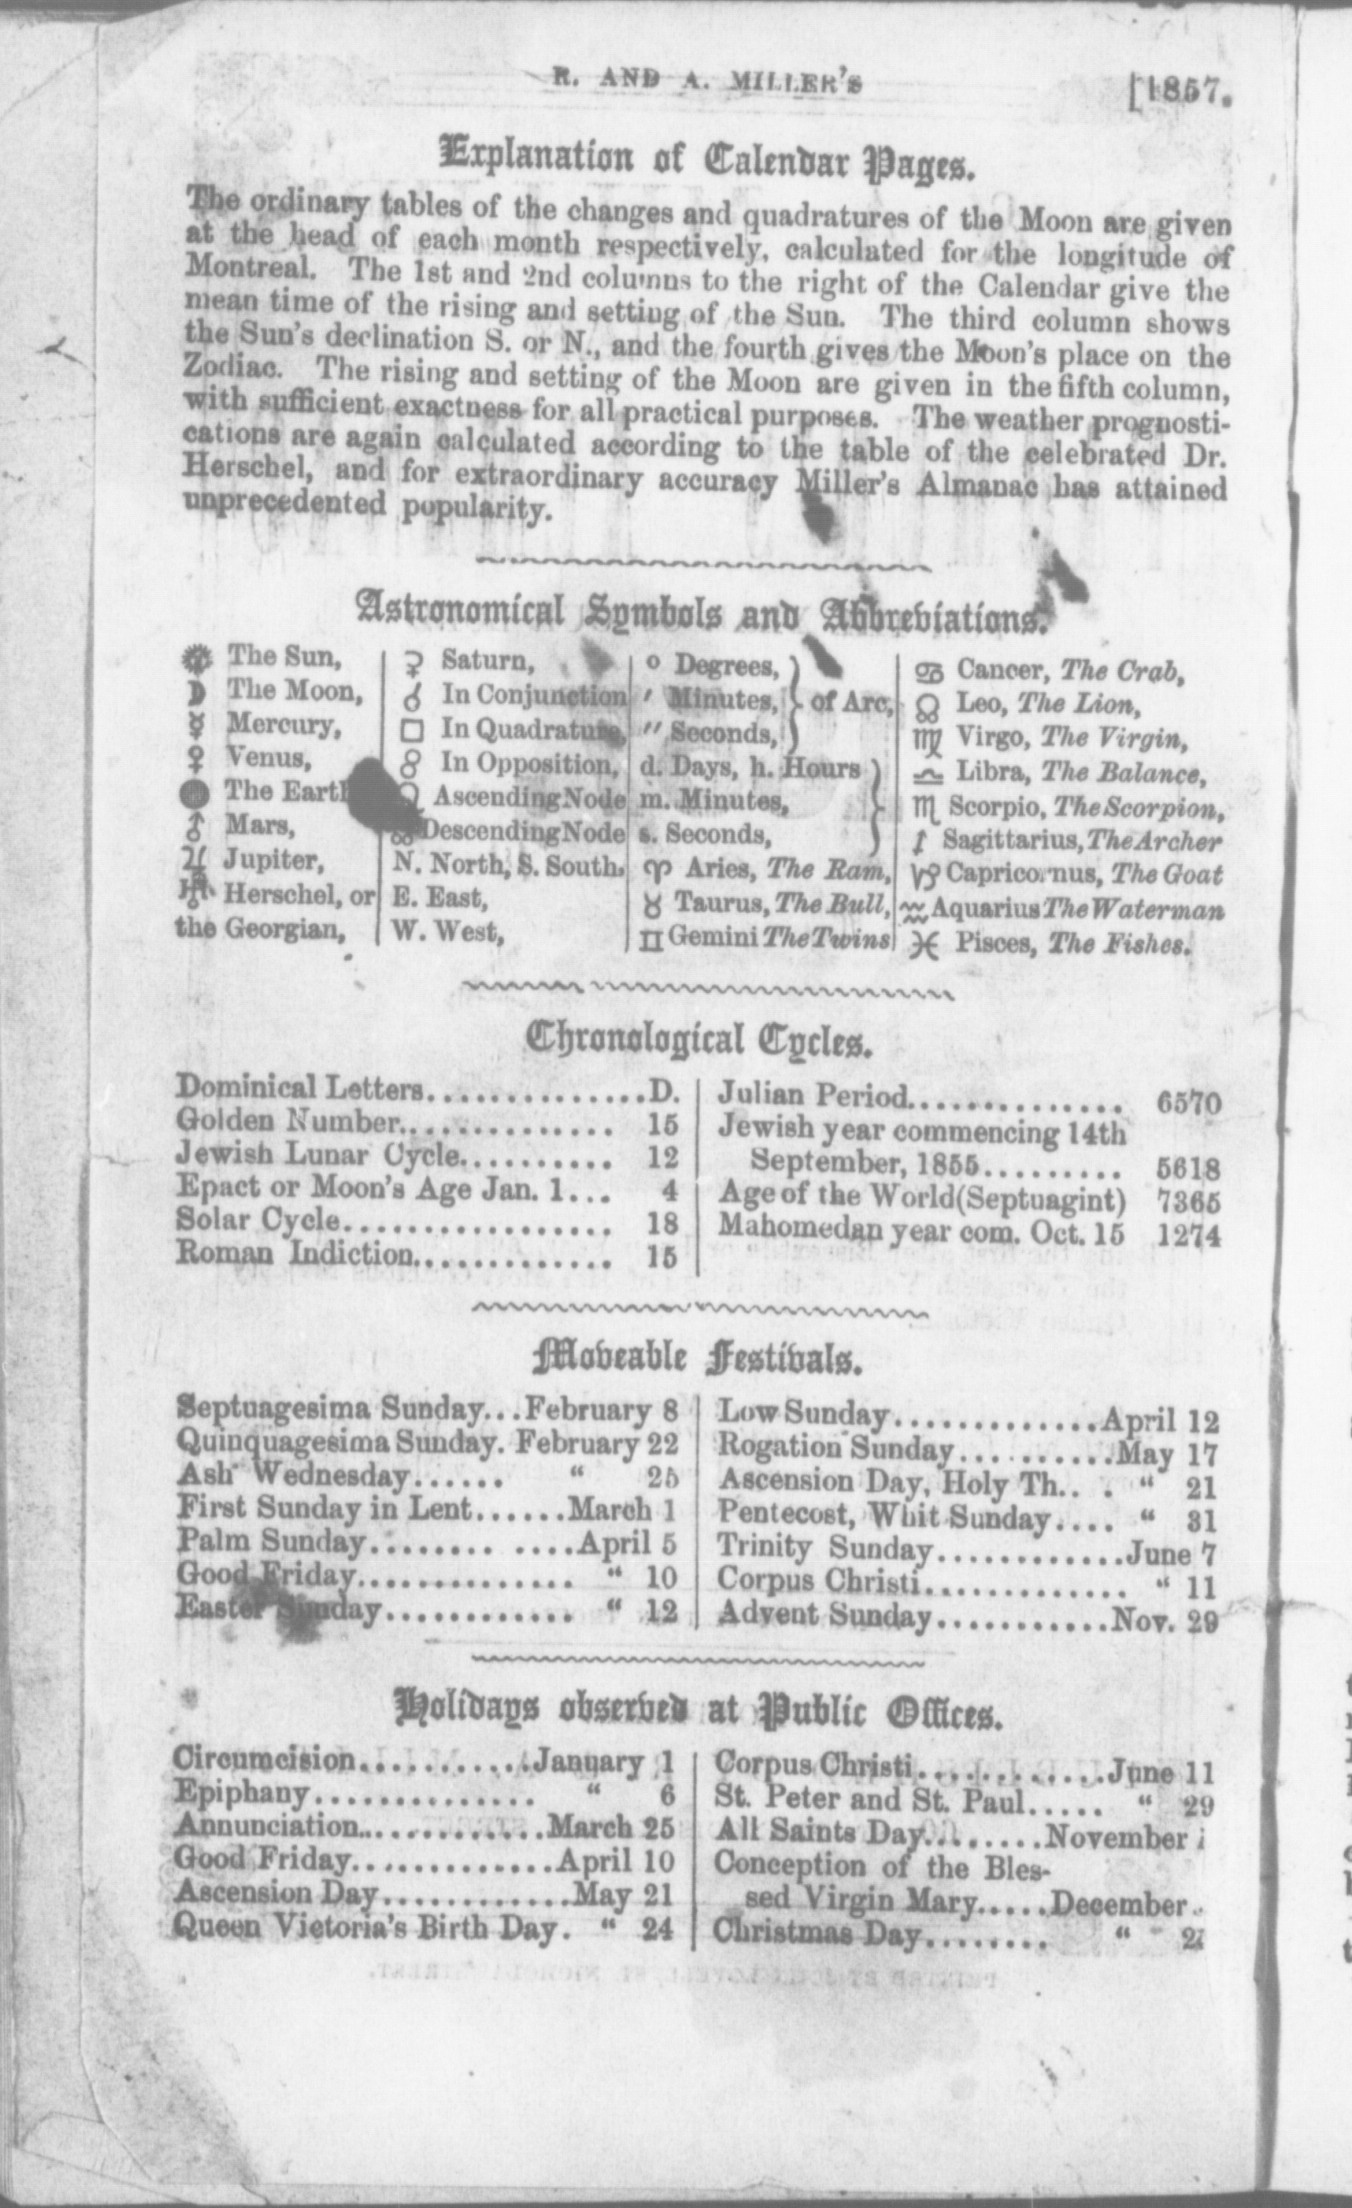 R. AND A. MILLER'S [1857.
Explanation of Calendar Pages.
The ordinary tables of the changes and quadratures of the Moon are given
at the head of each month respectively, calculated for the longitude of
Montreal. The 1st and 2nd columns to the right of the Calendar give the
mean time of the rising and setting of the Sun. The third column shows
the Sun's declination S. or N., and the fourth gives the Moon's place on the
Zodiac. The rising and setting of the Moon are given in the fifth column,
with sufficient exactness for all practical purposes. The weather prognosti-
cations are again calculated according to the table of the celebrated Dr.
Herschel, and for extraordinary accuracy Miller's Almanac has attained
unprecedented popularity.
Astronomical Symbols and Abbreviations.
The Sun,
☽ The Moon,
☿ Mercury,
♀ Venus,
The Earth
♂ Mars,
♃ Jupiter,
♅ Herschel, or
the Georgian,
Saturn,
☌ In Conjunction
□ In Quadrature,
☍ In Opposition,
☊ Ascending Node
☋ Descending Node
N. North, S. South.
E. East,
W. West,
° Degrees,
′ Minutes, } of Arc,
″ Seconds,
d. Days, h. Hours
m. Minutes,
s. Seconds,
♈ Aries, The Ram,
♉ Taurus, The Bull,
♊ Gemini The Twins
♋ Cancer, The Crab,
♌ Leo, The Lion,
♍ Virgo, The Virgin,
♎ Libra, The Balance,
♏ Scorpio, The Scorpion,
♐ Sagittarius, The Archer
♑ Capricornus, The Goat
♒ Aquarius The Waterman
♓ Pisces, The Fishes.
Chronological Cycles.
Dominical Letters..............D.
Golden Number.............. 15
Jewish Lunar Cycle.......... 12
Epact or Moon's Age Jan. 1... 4
Solar Cycle.................. 18
Roman Indiction............. 15
Julian Period............... 6570
Jewish year commencing 14th
September, 1855......... 5618
Age of the World (Septuagint) 7365
Mahomedan year com. Oct. 15 1274
Moveable Festivals.
Septuagesima Sunday...February 8
Quinquagesima Sunday. February 22
Ash Wednesday...... “ 25
First Sunday in Lent......March 1
Palm Sunday........ ....April 5
Good Friday............... “ 10
Easter Sunday............ “ 12
Low Sunday.............April 12
Rogation Sunday..........May 17
Ascension Day, Holy Th.. . “ 21
Pentecost, Whit Sunday.... “ 31
Trinity Sunday............June 7
Corpus Christi............. “ 11
Advent Sunday...........Nov. 29
Holidays observed at Public Offices.
Circumcision...........January 1
Epiphany.............. “ 6
Annunciation.............March 25
Good Friday.............April 10
Ascension Day............May 21
Queen Victoria's Birth Day. “ 24
Corpus Christi............June 11
St. Peter and St. Paul..... “ 29
All Saints Day........November
Conception of the Bles-
sed Virgin Mary.....December
Christmas Day........ “